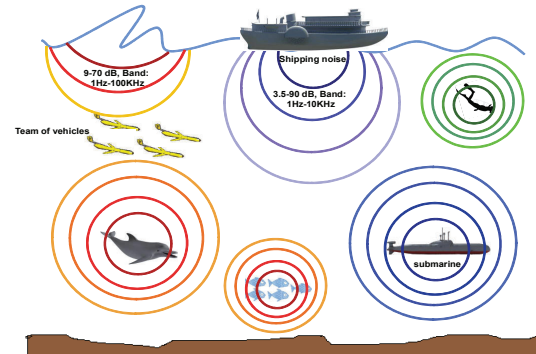 Shipping noise
9-70 dB, Band:
1Hz-100KHz
3.5-90 dB, Band:
1Hz-10KHz
Team of vehicles
submarine